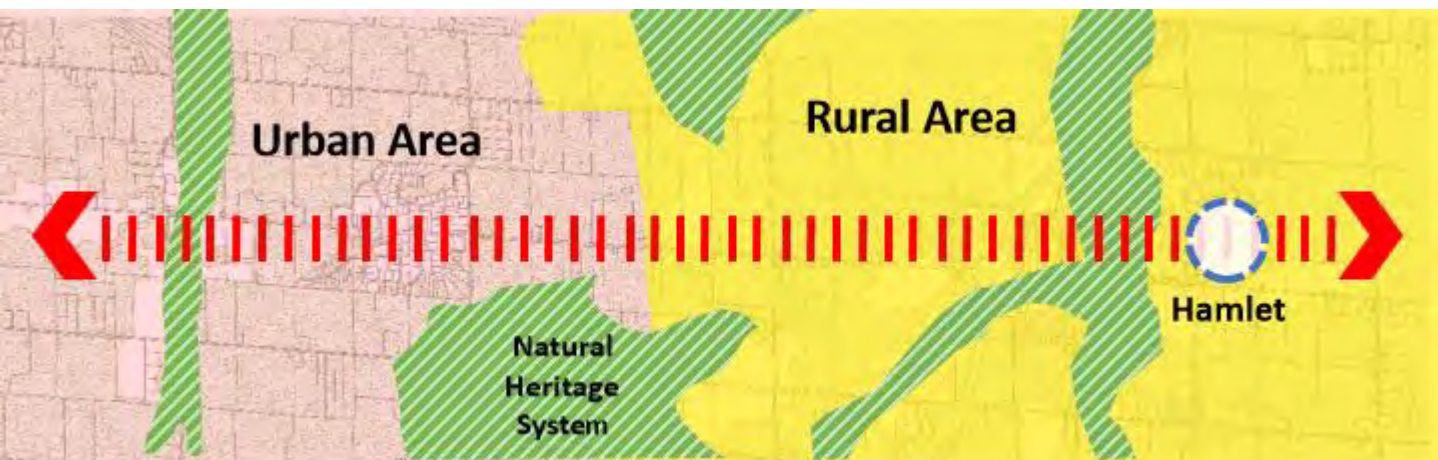 Urban Area
Rural Area
Hamlet
Natural
Heritage
System